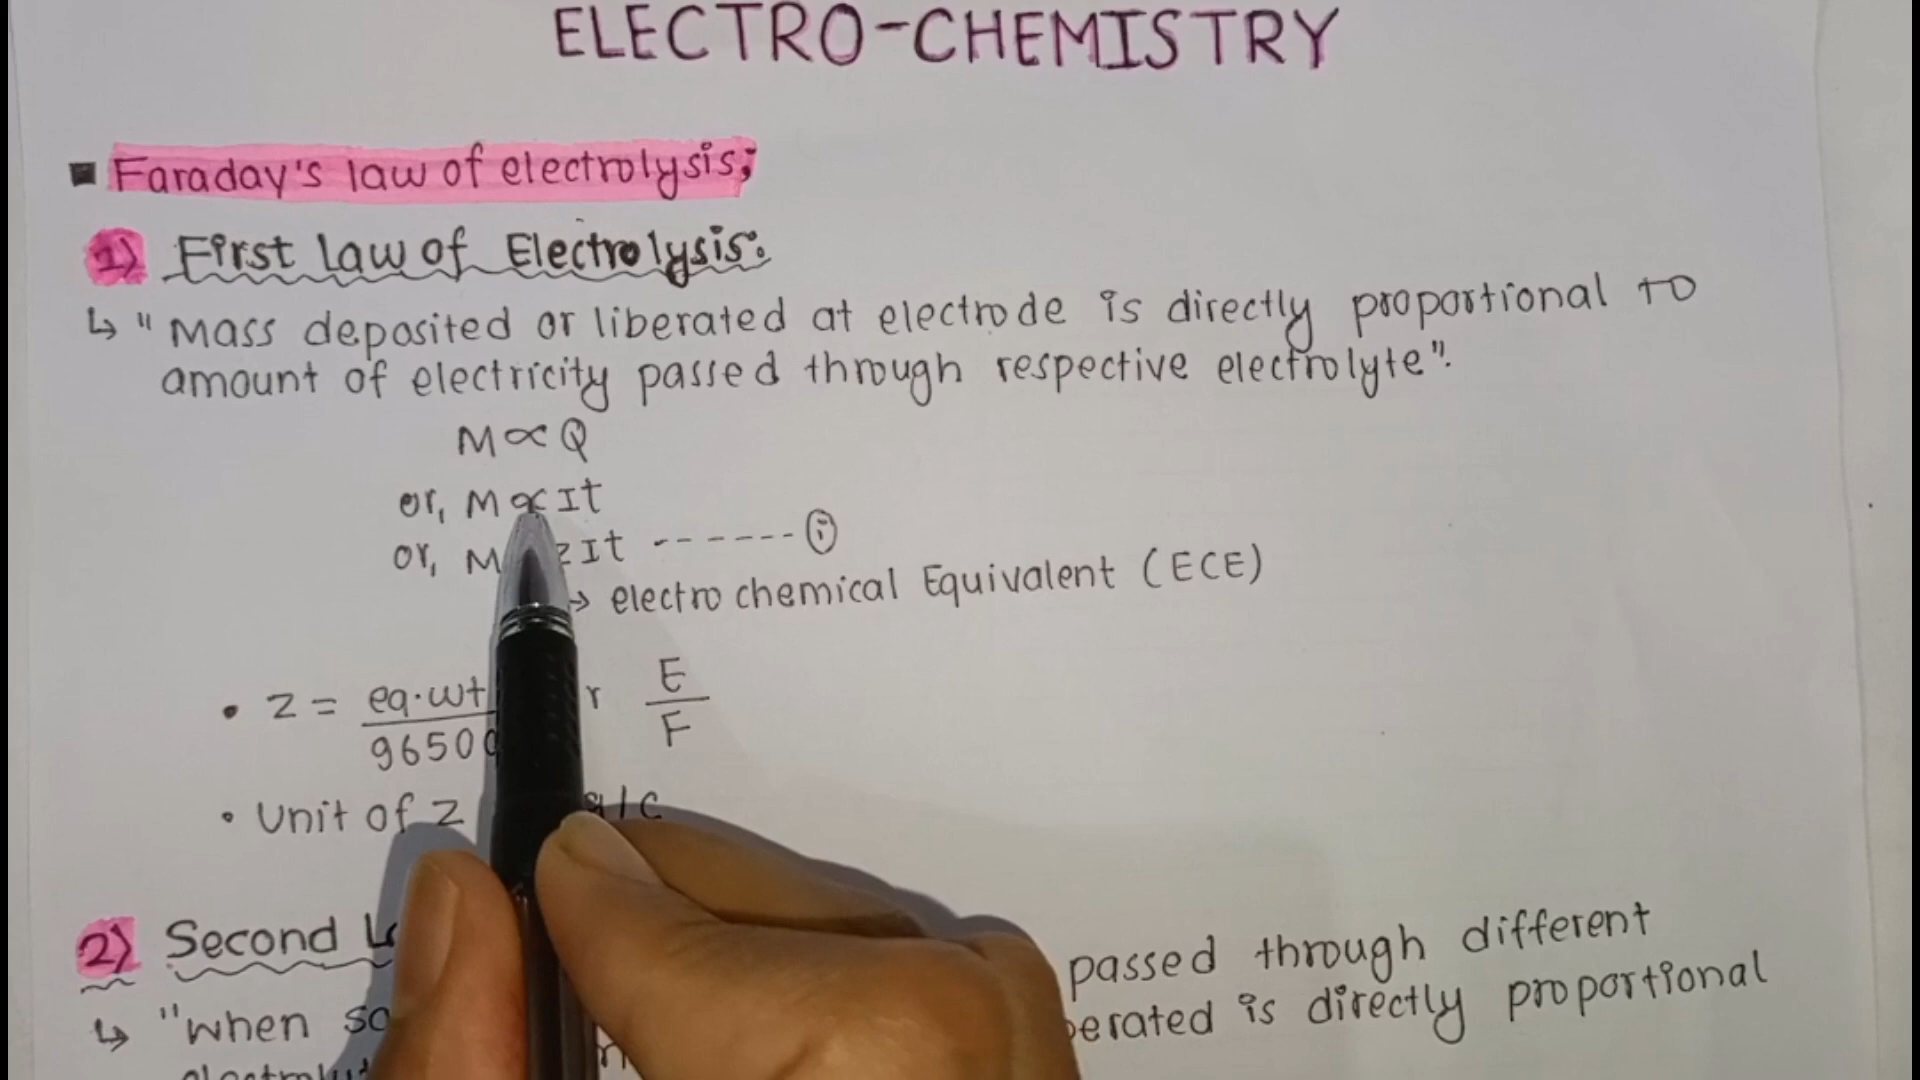 ELECTRO-CHEMISTRY
Faraday's law of electrolysis;
1) First law of Electrolysis:
↳ "Mass deposited or liberated at electrode is directly proportional to
amount of electricity passed through respective electrolyte".
M ∝ Q
or, M ∝ It
or, M ZIt ------- (i)
→ electro chemical Equivalent (ECE)
• Z = eq.wt E
9650 F
• Unit of Z g/c
2) Second
↳ "when passed through different
is directly proportional